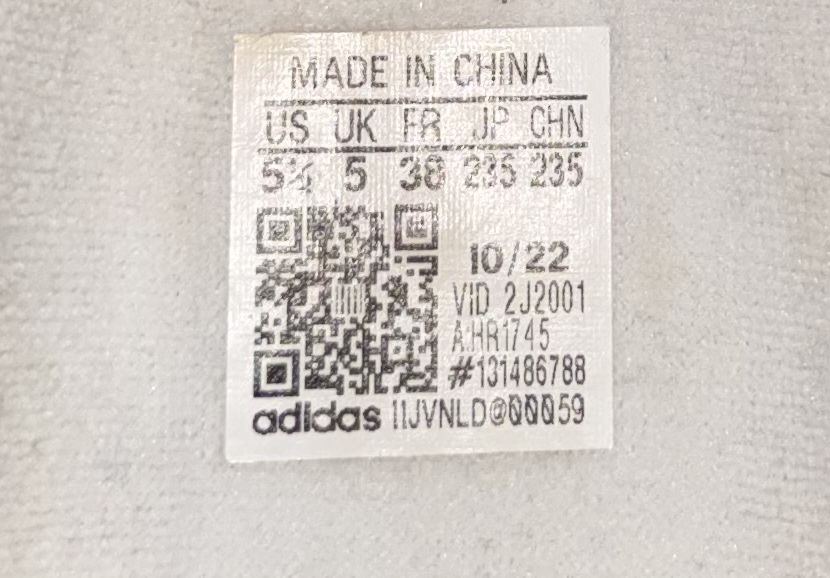 MADE IN CHINA
US UK FR JP CHN
5½ 5 38 235 235
10/22
VID 2J2001
A:HR1745
#131486788
adidas 11JVNLD@00059